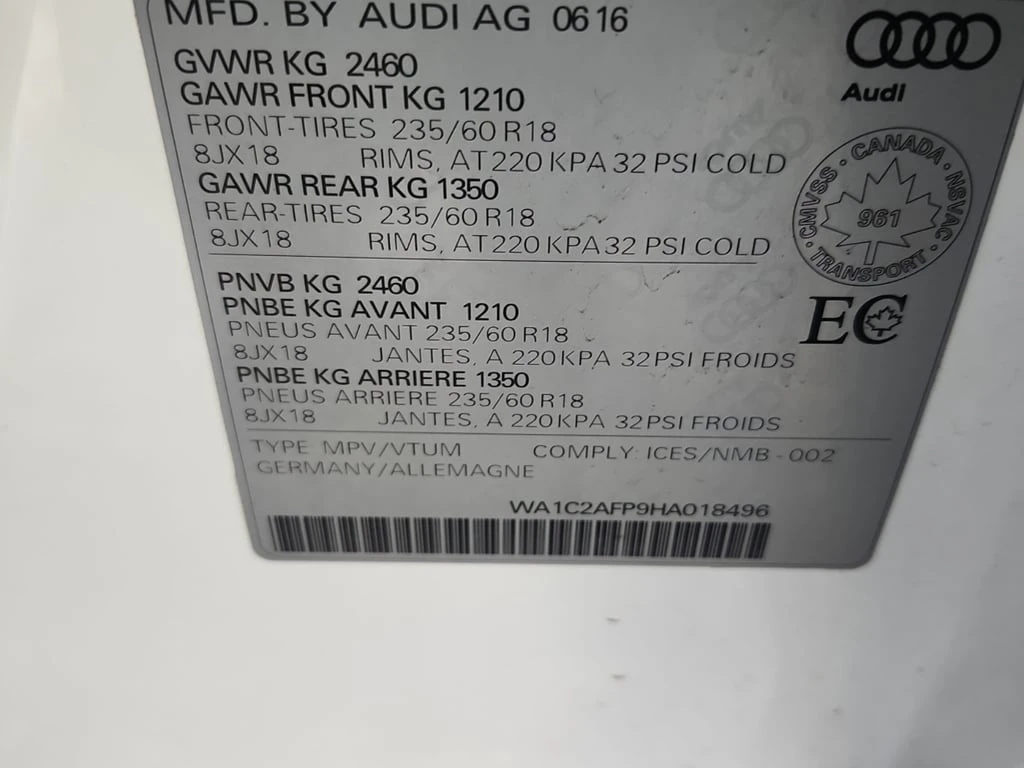 MFD. BY AUDI AG 06 16
GVWR KG 2460
GAWR FRONT KG 1210
FRONT-TIRES 235/60 R18
8JX18 RIMS, AT 220 KPA 32 PSI COLD
GAWR REAR KG 1350
REAR-TIRES 235/60 R18
8JX18 RIMS, AT 220 KPA 32 PSI COLD
Audi
CANADA · NSVAC · TRANSPORT · CMVSS ·
961
EC
PNVB KG 2460
PNBE KG AVANT 1210
PNEUS AVANT 235/60 R18
8JX18 JANTES, A 220 KPA 32 PSI FROIDS
PNBE KG ARRIERE 1350
PNEUS ARRIERE 235/60 R18
8JX18 JANTES, A 220 KPA 32 PSI FROIDS
TYPE MPV/VTUM COMPLY: ICES/NMB - 002
GERMANY/ALLEMAGNE
WA1C2AFP9HA018496